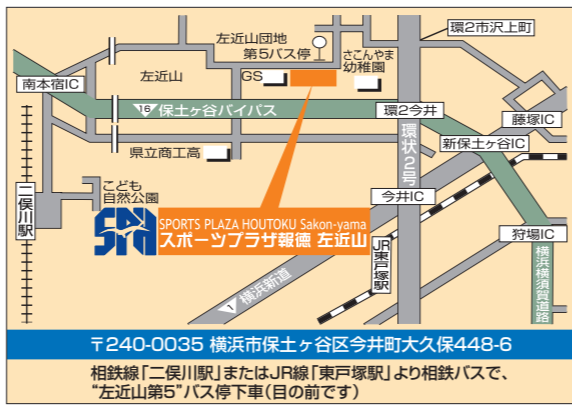 環2市沢上町
左近山団地
第5バス停
さこんやま
幼稚園
左近山
GS
南本宿IC
16 保土ヶ谷バイパス
環2今井
藤塚IC
県立商工高
環状2号
新保土ヶ谷IC
二俣川駅
こども
自然公園
今井IC
狩場IC
SPH
SPORTS PLAZA HOUTOKU Sakon-yama
スポーツプラザ報徳 左近山
JR東戸塚駅
1 横浜新道
横浜横須賀道路
〒240-0035 横浜市保土ヶ谷区今井町大久保448-6
相鉄線「二俣川駅」またはJR線「東戸塚駅」より相鉄バスで、
“左近山第5”バス停下車(目の前です)